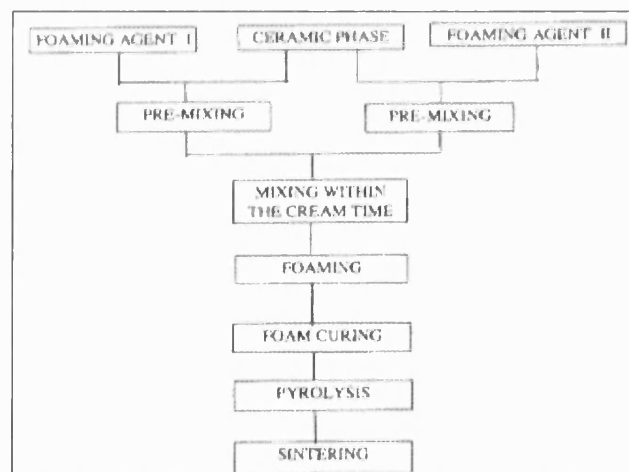 FOAMING AGENT I
CERAMIC PHASE
FOAMING AGENT II
PRE-MIXING
PRE-MIXING
MIXING WITHIN
THE CREAM TIME
FOAMING
FOAM CURING
PYROLYSIS
SINTERING